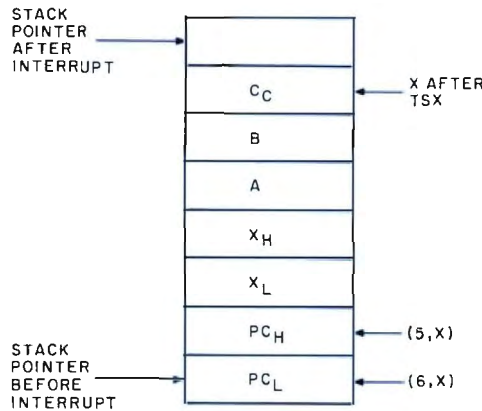 STACK
POINTER
AFTER
INTERRUPT
CC
X AFTER
TSX
B
A
XH
XL
PCH
(5,X)
STACK
POINTER
BEFORE
INTERRUPT
PCL
(6,X)